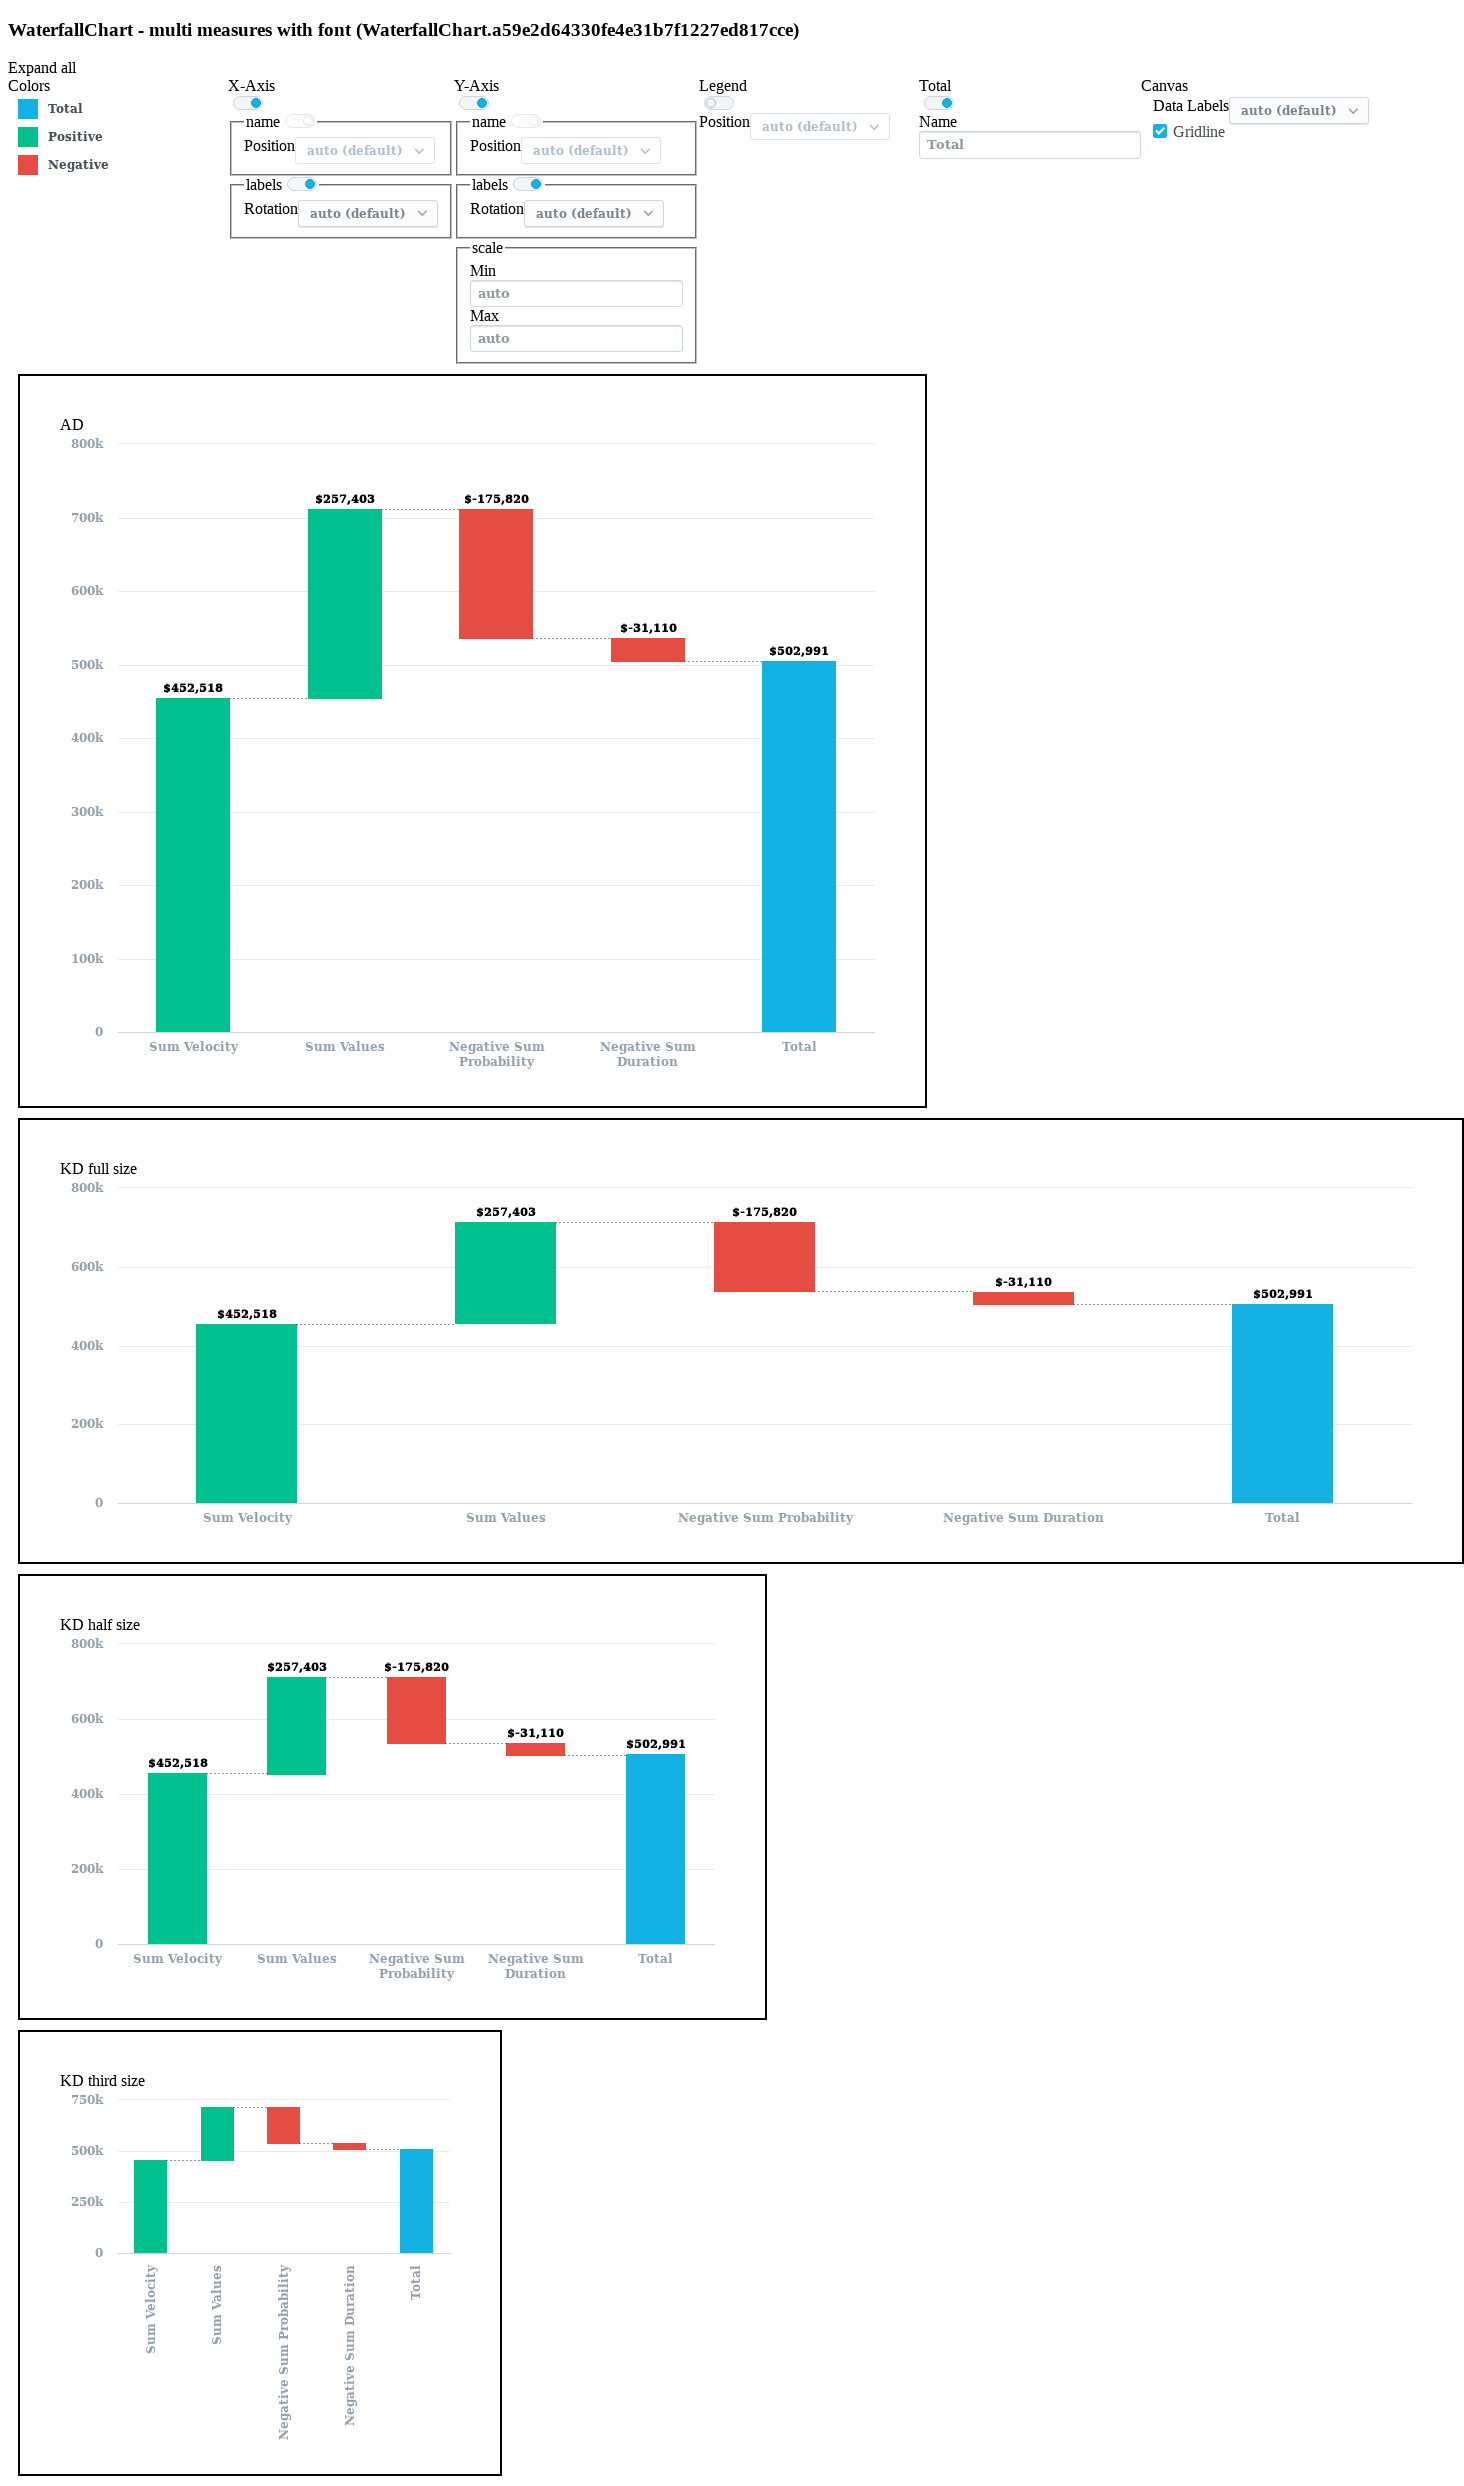 WaterfallChart - multi measures with font (WaterfallChart.a59e2d64330fe4e31b7f1227ed817cce)
Expand all
Colors
Total
Positive
Negative
X-Axis
name
Position auto (default)
labels
Rotation auto (default)
Y-Axis
name
Position auto (default)
labels
Rotation auto (default)
scale
Min
auto
Max
auto
Legend
Position auto (default)
Total
Name
Total
Canvas
Data Labels auto (default)
Gridline
AD
800k
700k
600k
500k
400k
300k
200k
100k
0
$452,518
$257,403
$-175,820
$-31,110
$502,991
Sum Velocity
Sum Values
Negative Sum
Probability
Negative Sum
Duration
Total
KD full size
800k
600k
400k
200k
0
$452,518
$257,403
$-175,820
$-31,110
$502,991
Sum Velocity
Sum Values
Negative Sum Probability
Negative Sum Duration
Total
KD half size
800k
600k
400k
200k
0
$452,518
$257,403
$-175,820
$-31,110
$502,991
Sum Velocity
Sum Values
Negative Sum
Probability
Negative Sum
Duration
Total
KD third size
750k
500k
250k
0
Sum Velocity
Sum Values
Negative Sum Probability
Negative Sum Duration
Total